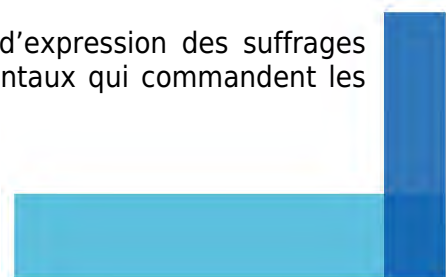 d’expression des suffrages
ntaux qui commandent les